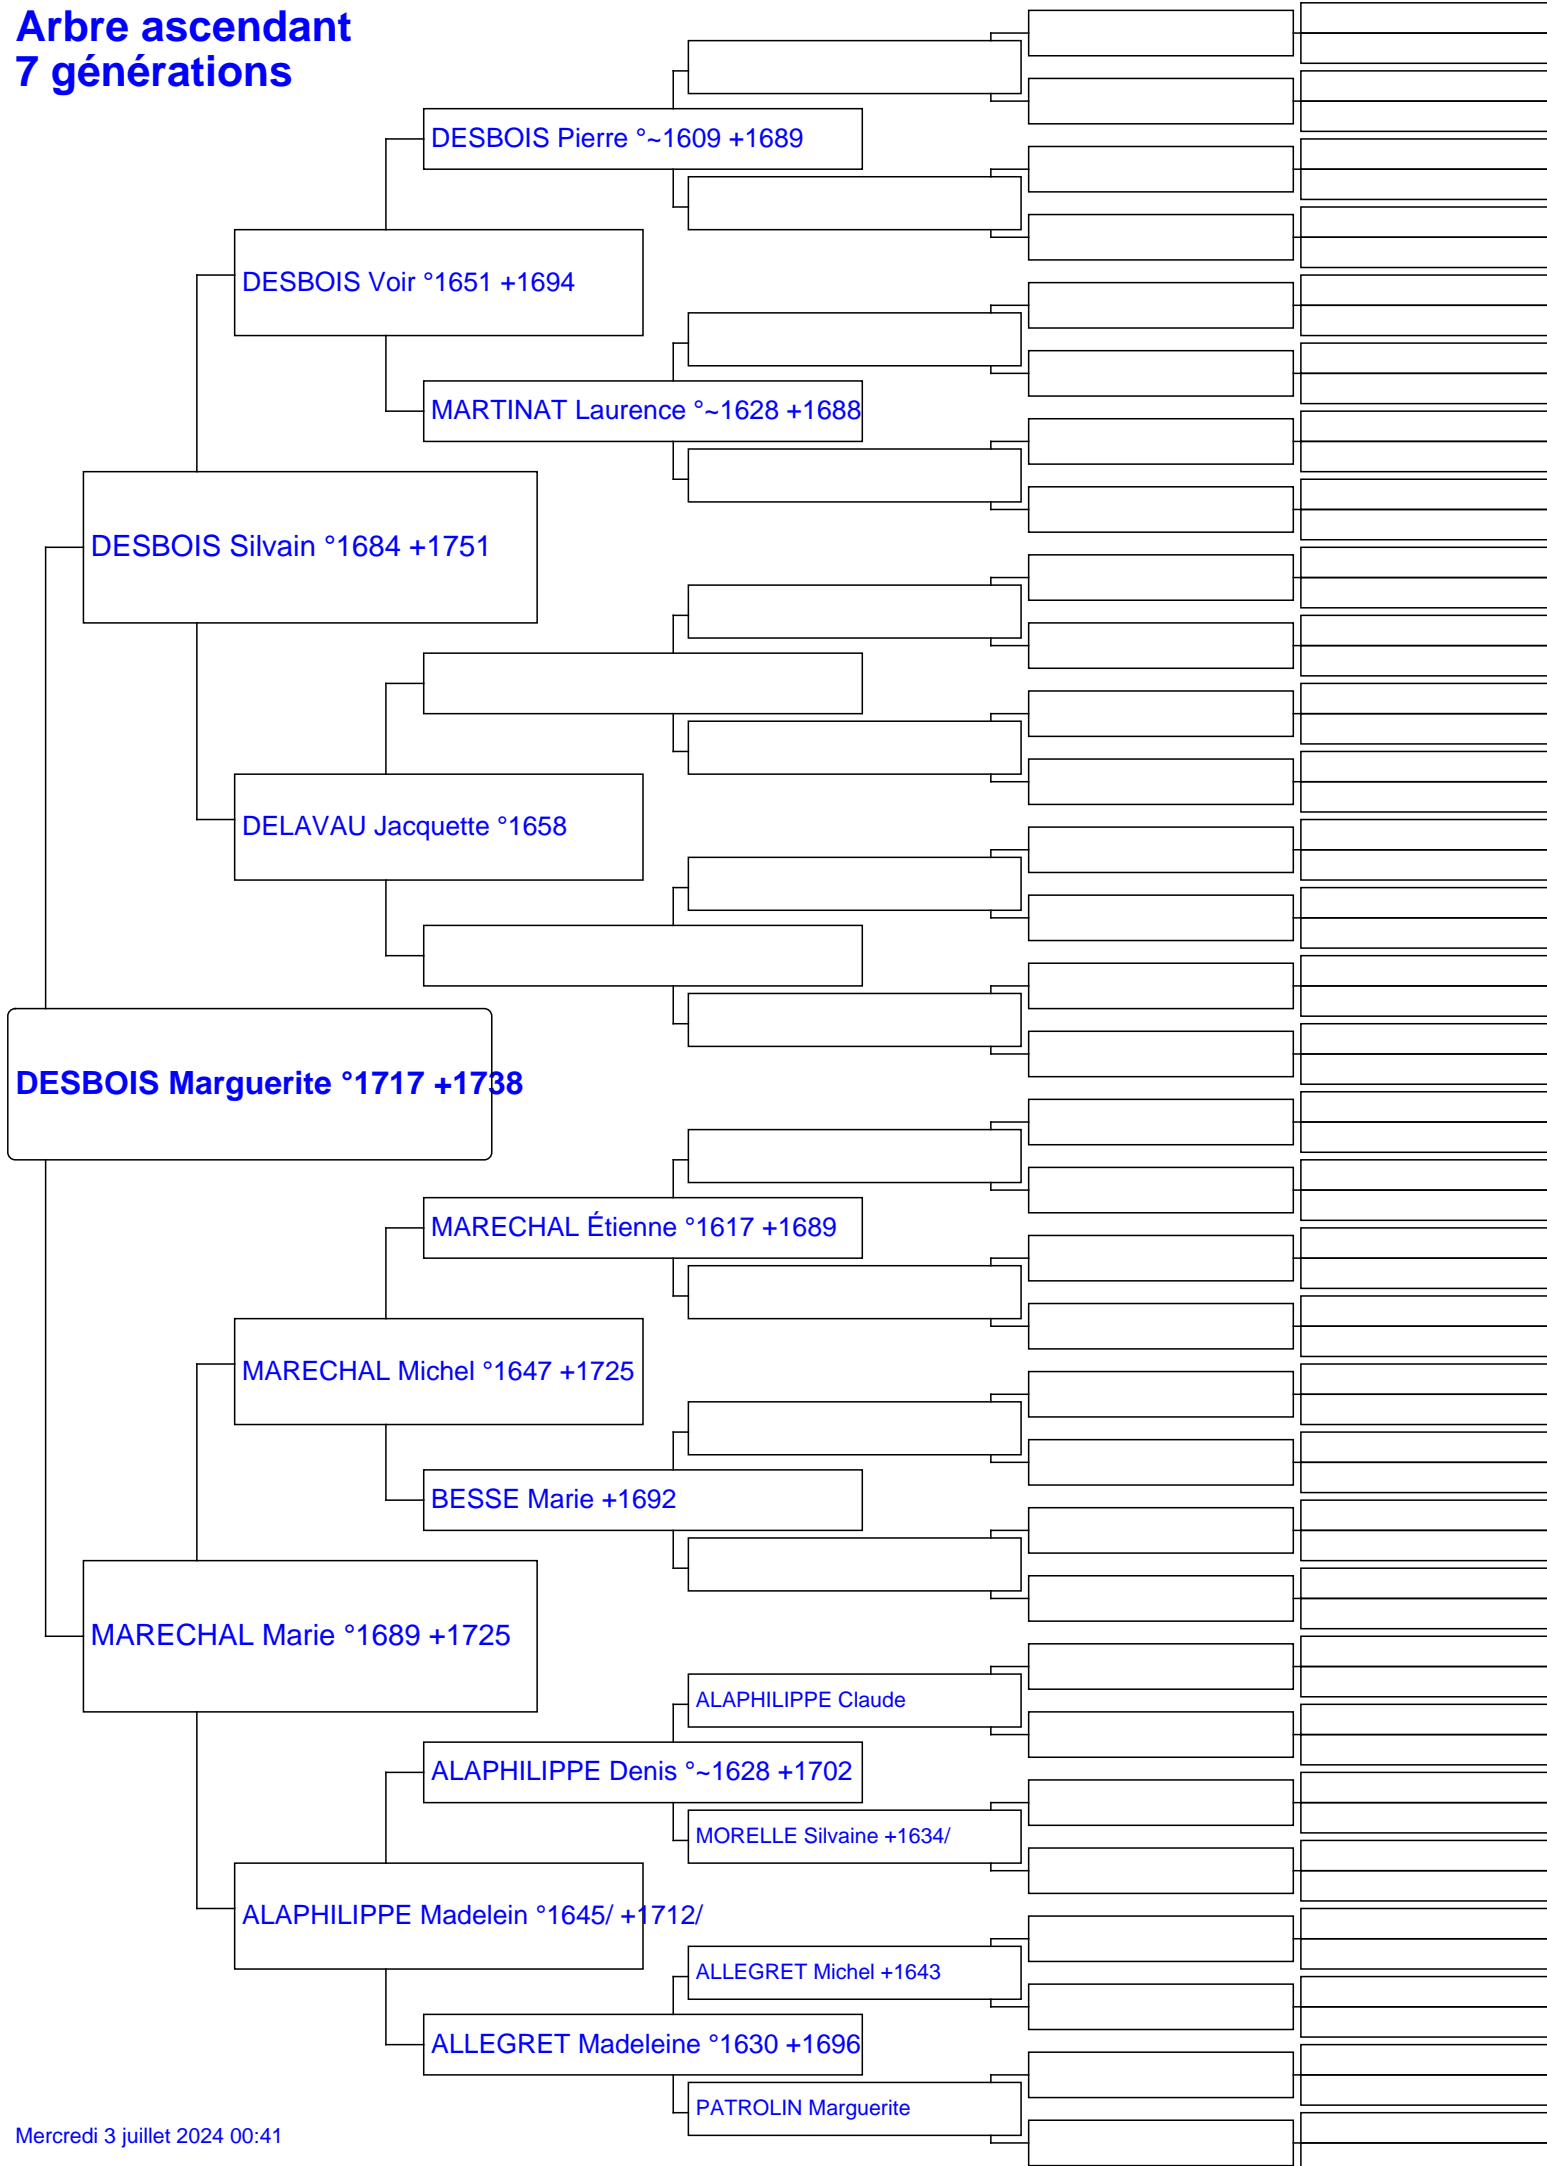 Arbre ascendant
7 générations
DESBOIS Pierre °~1609 +1689
DESBOIS Voir °1651 +1694
MARTINAT Laurence °~1628 +1688
DESBOIS Silvain °1684 +1751
DELAVAU Jacquette °1658
DESBOIS Marguerite °1717 +1738
MARECHAL Étienne °1617 +1689
MARECHAL Michel °1647 +1725
BESSE Marie +1692
MARECHAL Marie °1689 +1725
ALAPHILIPPE Claude
ALAPHILIPPE Denis °~1628 +1702
MORELLE Silvaine +1634/
ALAPHILIPPE Madelein °1645/ +1712/
ALLEGRET Michel +1643
ALLEGRET Madeleine °1630 +1696
PATROLIN Marguerite
Mercredi 3 juillet 2024 00:41